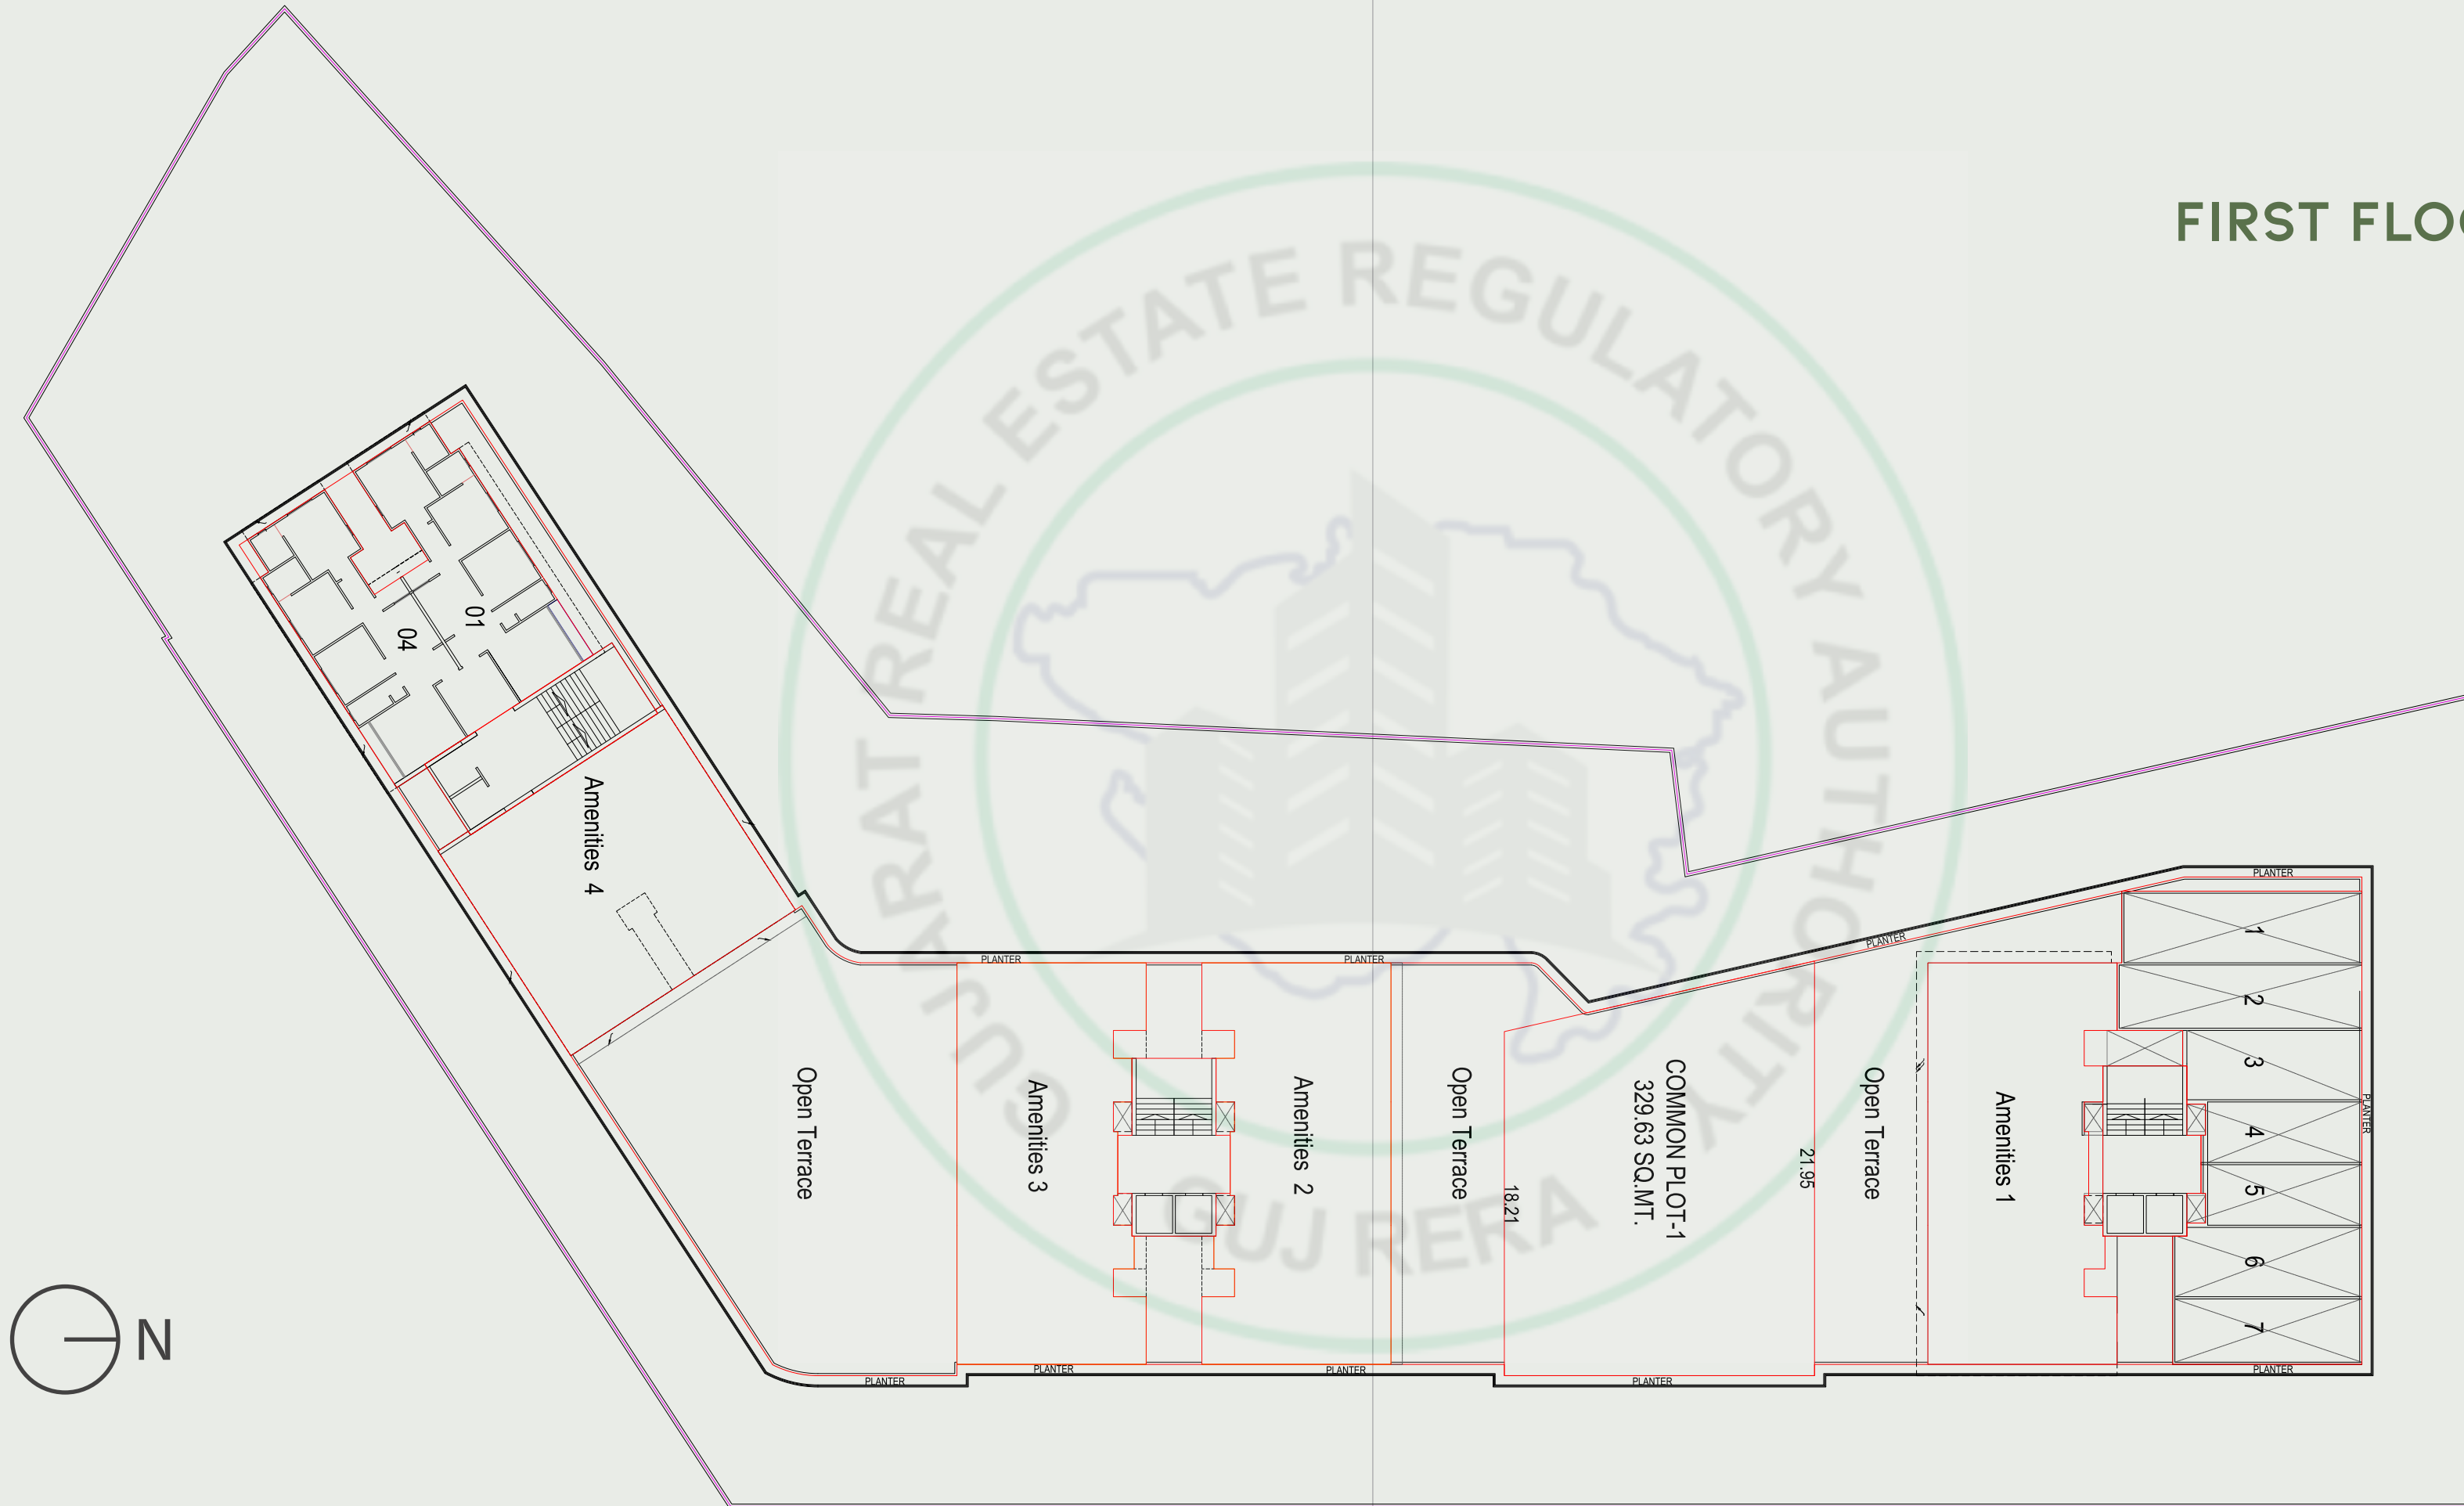 FIRST FLOO
GUJARAT REAL ESTATE REGULATORY AUTHORITY
GUJ RERA
01
04
Amenities 4
Open Terrace
Amenities 3
Amenities 2
Open Terrace
18.21
COMMON PLOT-1
329.63 SQ.MT.
21.95
Open Terrace
Amenities 1
1
2
3
4
5
6
7
PLANTER
PLANTER
PLANTER
PLANTER
PLANTER
PLANTER
PLANTER
PLANTER
PLANTER
PLANTER
N